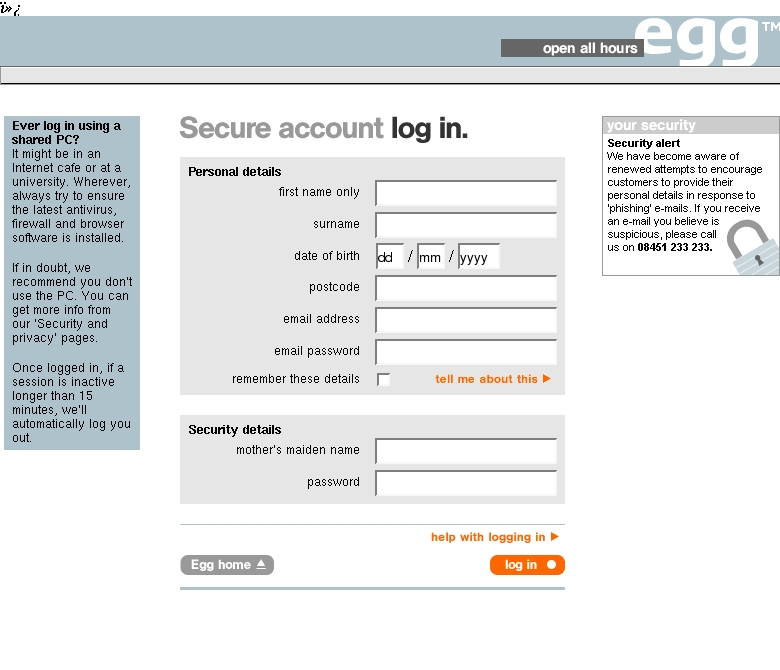 ï»¿
open all hours
egg™
Ever log in using a
shared PC?
It might be in an
Internet cafe or at a
university. Wherever,
always try to ensure
the latest antivirus,
firewall and browser
software is installed.
If in doubt, we
recommend you don't
use the PC. You can
get more info from
our 'Security and
privacy' pages.
Once logged in, if a
session is inactive
longer than 15
minutes, we'll
automatically log you
out.
Secure account log in.
Personal details
first name only
surname
date of birth dd / mm / yyyy
postcode
email address
email password
remember these details tell me about this
Security details
mother's maiden name
password
help with logging in
Egg home log in
your security
Security alert
We have become aware of
renewed attempts to encourage
customers to provide their
personal details in response to
'phishing' e-mails. If you receive
an e-mail you believe is
suspicious, please call
us on 08451 233 233.